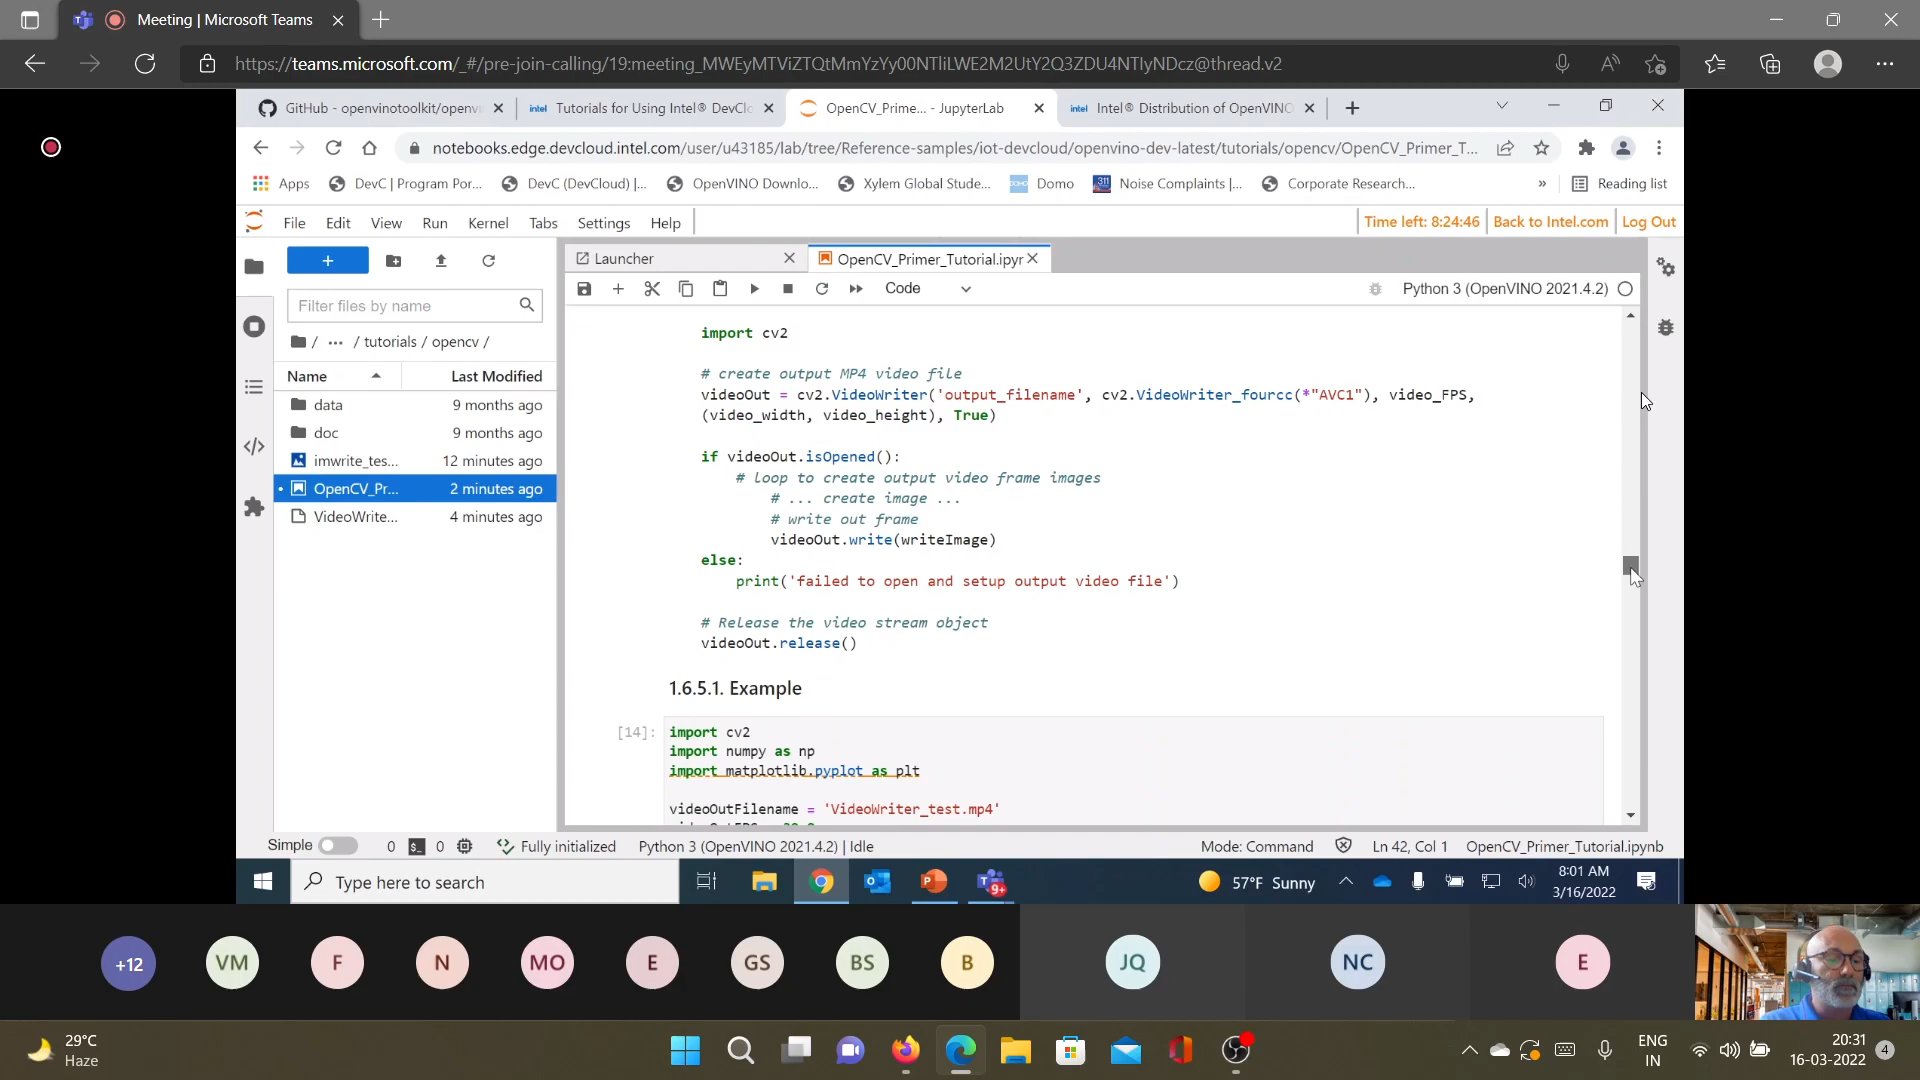 Meeting | Microsoft Teams
https://teams.microsoft.com/_#/pre-join-calling/19:meeting_MWEyMTViZTQtMmYzYy00NTliLWE2M2UtY2Q3ZDU4NTIyNDcz@thread.v2
GitHub - openvinotoolkit/openvi
intel Tutorials for Using Intel® DevClo
OpenCV_Prime... - JupyterLab
intel Intel® Distribution of OpenVINO
notebooks.edge.devcloud.intel.com/user/u43185/lab/tree/Reference-samples/iot-devcloud/openvino-dev-latest/tutorials/opencv/OpenCV_Primer_T...
Apps DevC | Program Por... DevC (DevCloud) |... OpenVINO Downlo... Xylem Global Stude... DOMO Domo 311 Noise Complaints |... Corporate Research... » Reading list
File Edit View Run Kernel Tabs Settings Help
Time left: 8:24:46 Back to Intel.com Log Out
Launcher
OpenCV_Primer_Tutorial.ipyr
Code
Python 3 (OpenVINO 2021.4.2)
Filter files by name
/ ... / tutorials / opencv /
Name Last Modified
data 9 months ago
doc 9 months ago
imwrite_tes... 12 minutes ago
OpenCV_Pr... 2 minutes ago
VideoWrite... 4 minutes ago
import cv2
# create output MP4 video file
videoOut = cv2.VideoWriter('output_filename', cv2.VideoWriter_fourcc(*"AVC1"), video_FPS,
(video_width, video_height), True)
if videoOut.isOpened():
# loop to create output video frame images
# ... create image ...
# write out frame
videoOut.write(writeImage)
else:
print('failed to open and setup output video file')
# Release the video stream object
videoOut.release()
1.6.5.1. Example
[14]:
import cv2
import numpy as np
import matplotlib.pyplot as plt
videoOutFilename = 'VideoWriter_test.mp4'
Simple 0 0 Fully initialized Python 3 (OpenVINO 2021.4.2) | Idle
Mode: Command Ln 42, Col 1 OpenCV_Primer_Tutorial.ipynb
Type here to search
9+
57°F Sunny
8:01 AM
3/16/2022
+12 VM F N MO E GS BS B JQ NC E
29°C
Haze
ENG
IN
20:31
16-03-2022
4